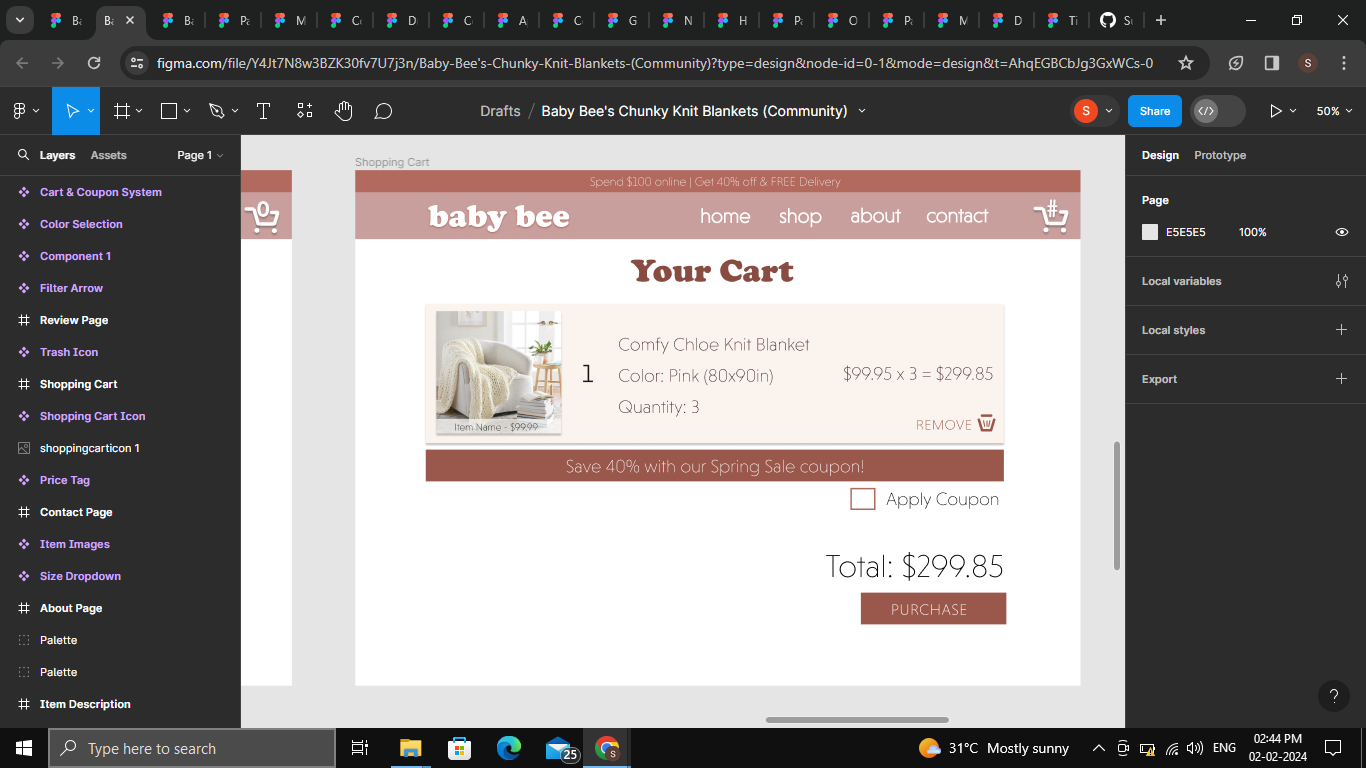 Ba
Ba
Ba
Pa
M
Co
D
C
A
C
G
N
H
Pa
O
Pa
M
D
Ti
Su
figma.com/file/Y4Jt7N8w3BZK30fv7U7j3n/Baby-Bee's-Chunky-Knit-Blankets-(Community)?type=design&node-id=0-1&mode=design&t=AhqEGBCbJg3GxWCs-0
S
Drafts / Baby Bee's Chunky Knit Blankets (Community)
S
Share
50%
Layers Assets Page 1
Cart & Coupon System
Color Selection
Component 1
Filter Arrow
Review Page
Trash Icon
Shopping Cart
Shopping Cart Icon
shoppingcarticon 1
Price Tag
Contact Page
Item Images
Size Dropdown
About Page
Palette
Palette
Item Description
0
Shopping Cart
Spend $100 online | Get 40% off & FREE Delivery
baby bee home shop about contact #
Your Cart
Item Name - $99.99
1
Comfy Chloe Knit Blanket
Color: Pink (80x90in)
Quantity: 3
$99.95 x 3 = $299.85
REMOVE
Save 40% with our Spring Sale coupon!
Apply Coupon
Total: $299.85
PURCHASE
Design Prototype
Page
E5E5E5 100%
Local variables
Local styles
Export
?
Type here to search
25
S
31°C Mostly sunny
ENG
02:44 PM
02-02-2024